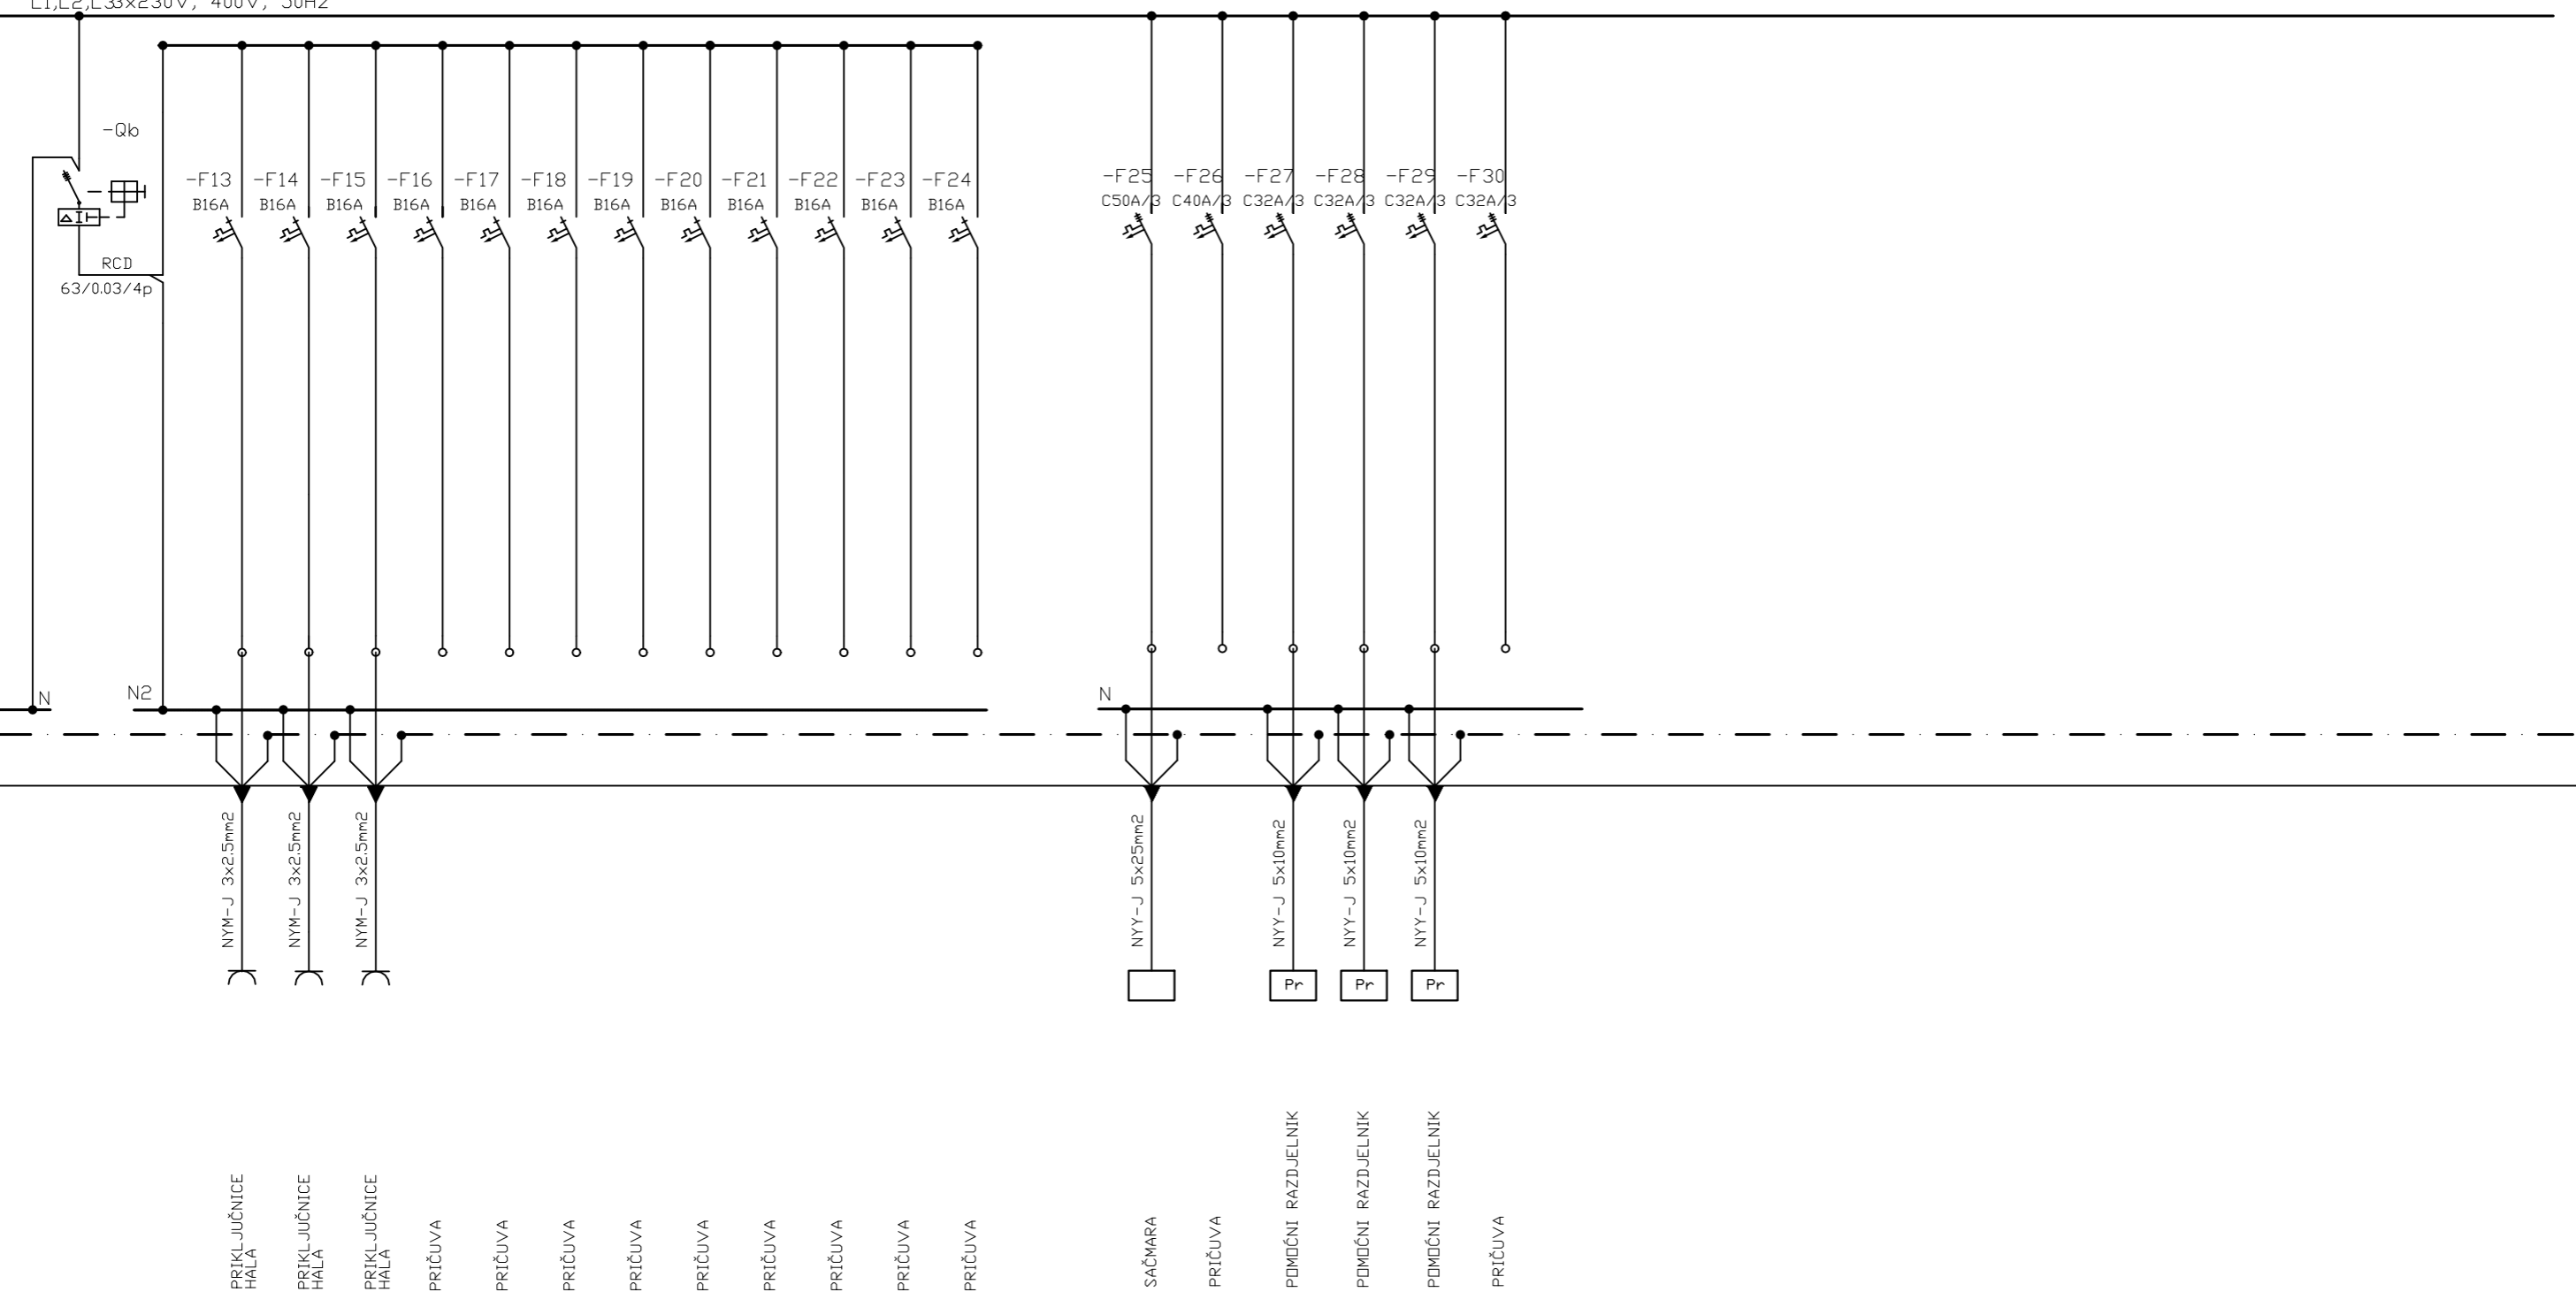 L1,L2,L33x230V, 400V, 50Hz
-Qb
RCD
63/0.03/4p
-F13 -F14 -F15 -F16 -F17 -F18 -F19 -F20 -F21 -F22 -F23 -F24
B16A B16A B16A B16A B16A B16A B16A B16A B16A B16A B16A B16A
-F25 -F26 -F27 -F28 -F29 -F30
C50A/3 C40A/3 C32A/3 C32A/3 C32A/3 C32A/3
N
N2
N
NYM-J 3x2.5mm2
NYM-J 3x2.5mm2
NYM-J 3x2.5mm2
NYY-J 5x25mm2
NYY-J 5x10mm2
NYY-J 5x10mm2
NYY-J 5x10mm2
Pr Pr Pr
PRIKLJUČNICE
HALA
PRIKLJUČNICE
HALA
PRIKLJUČNICE
HALA
PRIČUVA
PRIČUVA
PRIČUVA
PRIČUVA
PRIČUVA
PRIČUVA
PRIČUVA
PRIČUVA
PRIČUVA
SAČMARA
PRIČUVA
POMOĆNI RAZDJELNIK
POMOĆNI RAZDJELNIK
POMOĆNI RAZDJELNIK
PRIČUVA